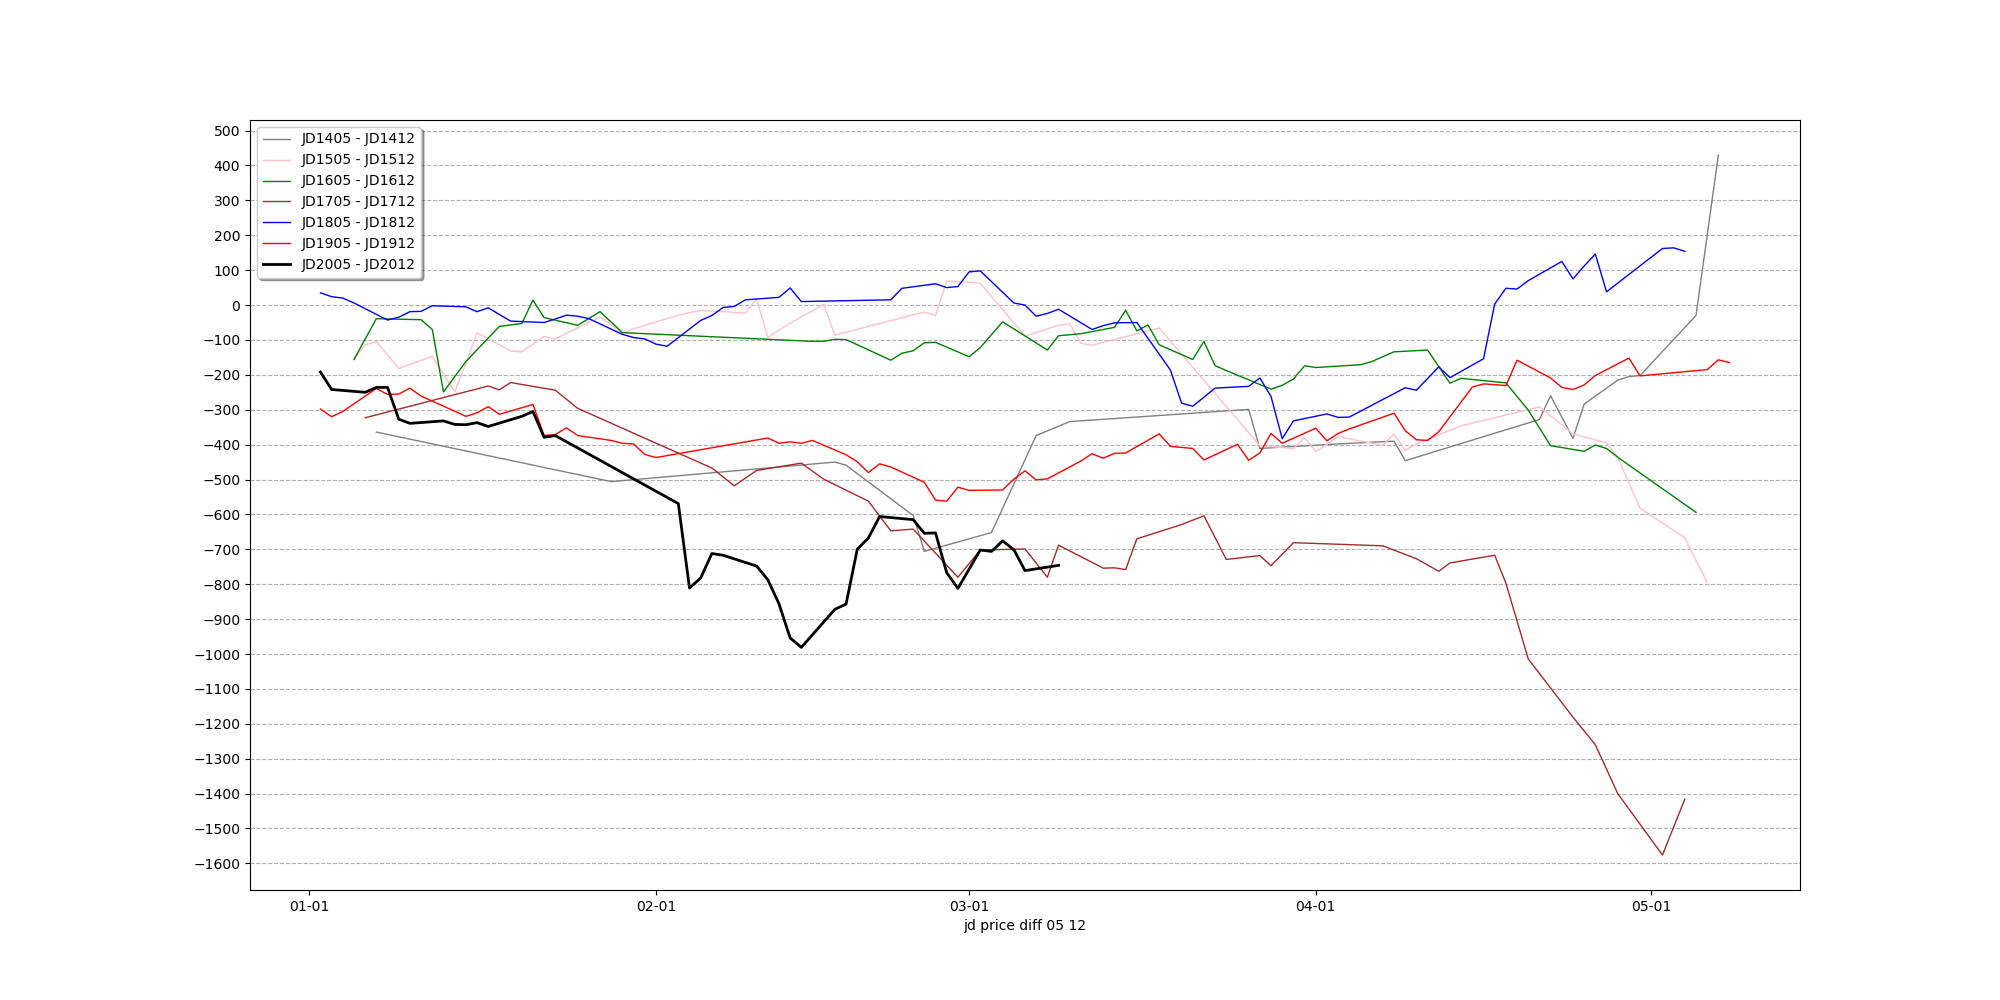 500
400
300
200
100
0
−100
−200
−300
−400
−500
−600
−700
−800
−900
−1000
−1100
−1200
−1300
−1400
−1500
−1600
JD1405 - JD1412
JD1505 - JD1512
JD1605 - JD1612
JD1705 - JD1712
JD1805 - JD1812
JD1905 - JD1912
JD2005 - JD2012
01-01 02-01 03-01 04-01 05-01
jd price diff 05 12